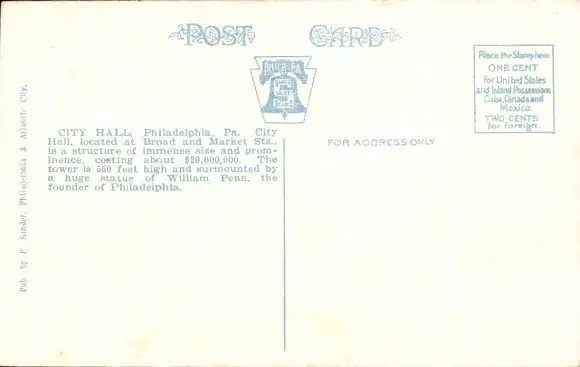 POST CARD
Place the Stamp here
ONE CENT
for United States
and Island Possessions
Cuba, Canada and
Mexico.
TWO CENTS
for Foreign.
CITY HALL, Philadelphia, Pa. City
Hall, located at Broad and Market Sts.,
is a structure of immense size and prom-
inence, costing about $20,000,000. The
tower is 550 feet high and surmounted by
a huge statue of William Penn, the
founder of Philadelphia.
FOR ADDRESS ONLY
Pub. by P. Sander, Philadelphia & Atlantic City.